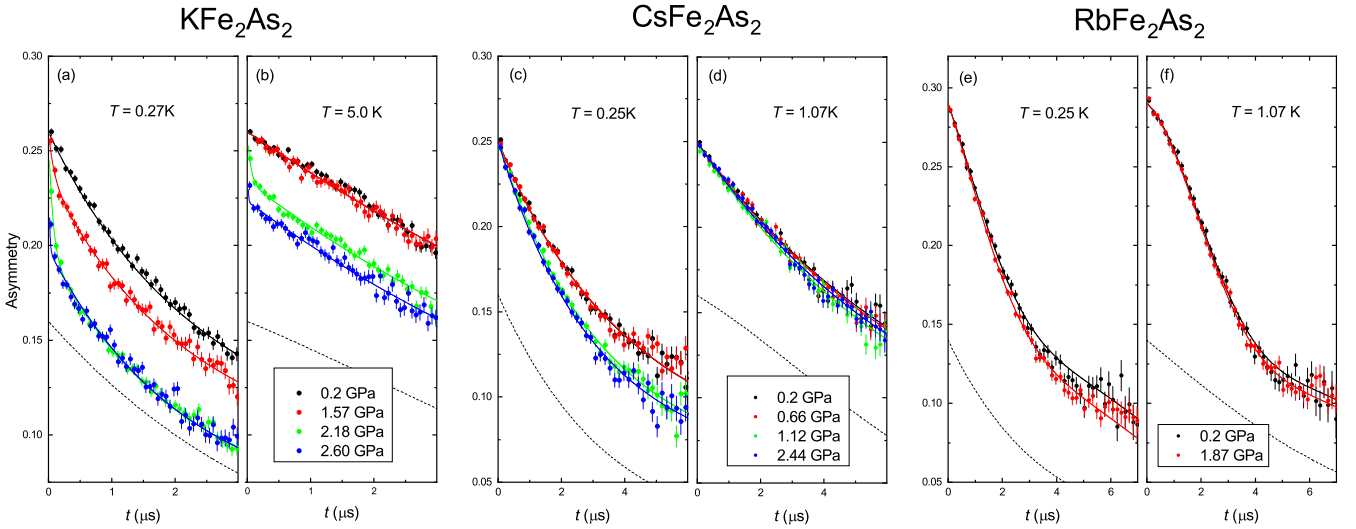 KFe₂As₂
CsFe₂As₂
RbFe₂As₂
0.30
0.25
0.20
0.15
0.10
Asymmetry
(a)
T = 0.27K
0
1
2
t (μs)
(b)
T = 5.0 K
0.2 GPa
1.57 GPa
2.18 GPa
2.60 GPa
0
1
2
t (μs)
0.30
0.25
0.20
0.15
0.10
0.05
(c)
T = 0.25K
0
2
4
t (μs)
(d)
T = 1.07K
0.2 GPa
0.66 GPa
1.12 GPa
2.44 GPa
0
2
4
t (μs)
0.30
0.25
0.20
0.15
0.10
0.05
(e)
T = 0.25 K
0
2
4
6
t (μs)
(f)
T = 1.07 K
0.2 GPa
1.87 GPa
0
2
4
6
t (μs)